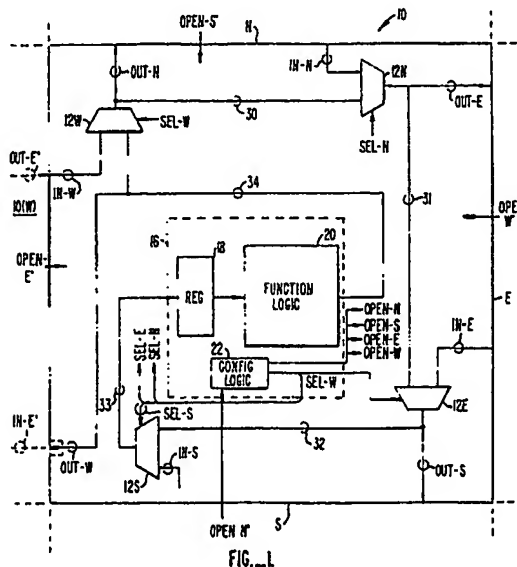 OPEN-S'
N
10
OUT-N
IN-N
12N
OUT-E
12W
SEL-W
30
SEL-N
OUT-E'
IN-W
34
31
10(W)
OPEN-E'
16
18
20
REG
FUNCTION LOGIC
OPEN-W'
E
OPEN-N
OPEN-S
OPEN-E
OPEN-W
IN-E
22
CONFIG LOGIC
SEL-E
SEL-N
SEL-W
33
SEL-S
12E
IN-E'
OUT-W
12S
IN-S
32
OUT-S
OPEN N'
S
FIG._1.